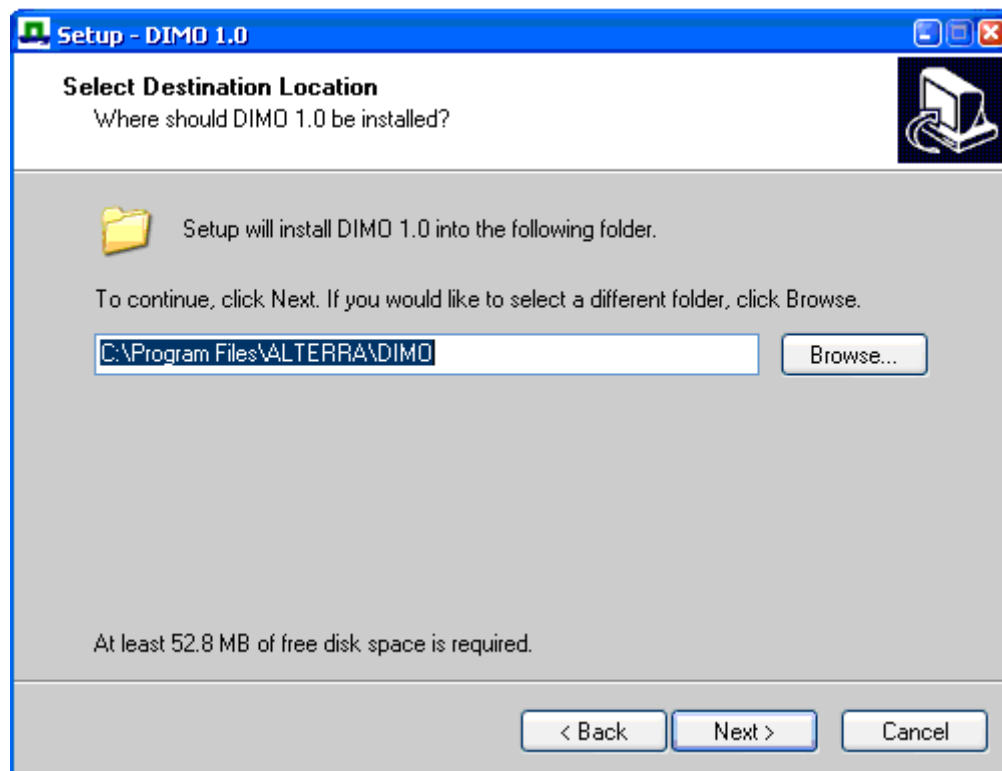 Setup - DIMO 1.0
Select Destination Location
Where should DIMO 1.0 be installed?
Setup will install DIMO 1.0 into the following folder.
To continue, click Next. If you would like to select a different folder, click Browse.
C:\Program Files\ALTERRA\DIMO
Browse...
At least 52.8 MB of free disk space is required.
< Back
Next >
Cancel